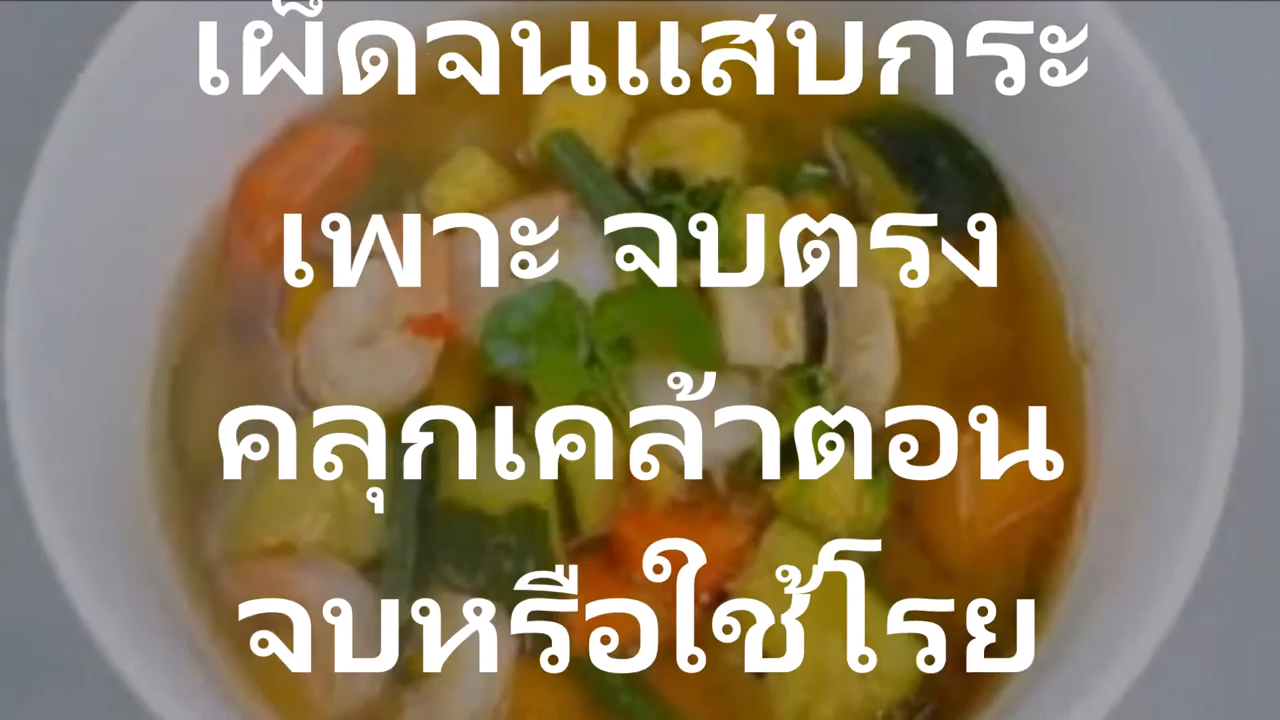 เผ็ดจนแสบกระ
เพาะ จบตรง
คลุกเคล้าตอน
จบหรือใช้โรย